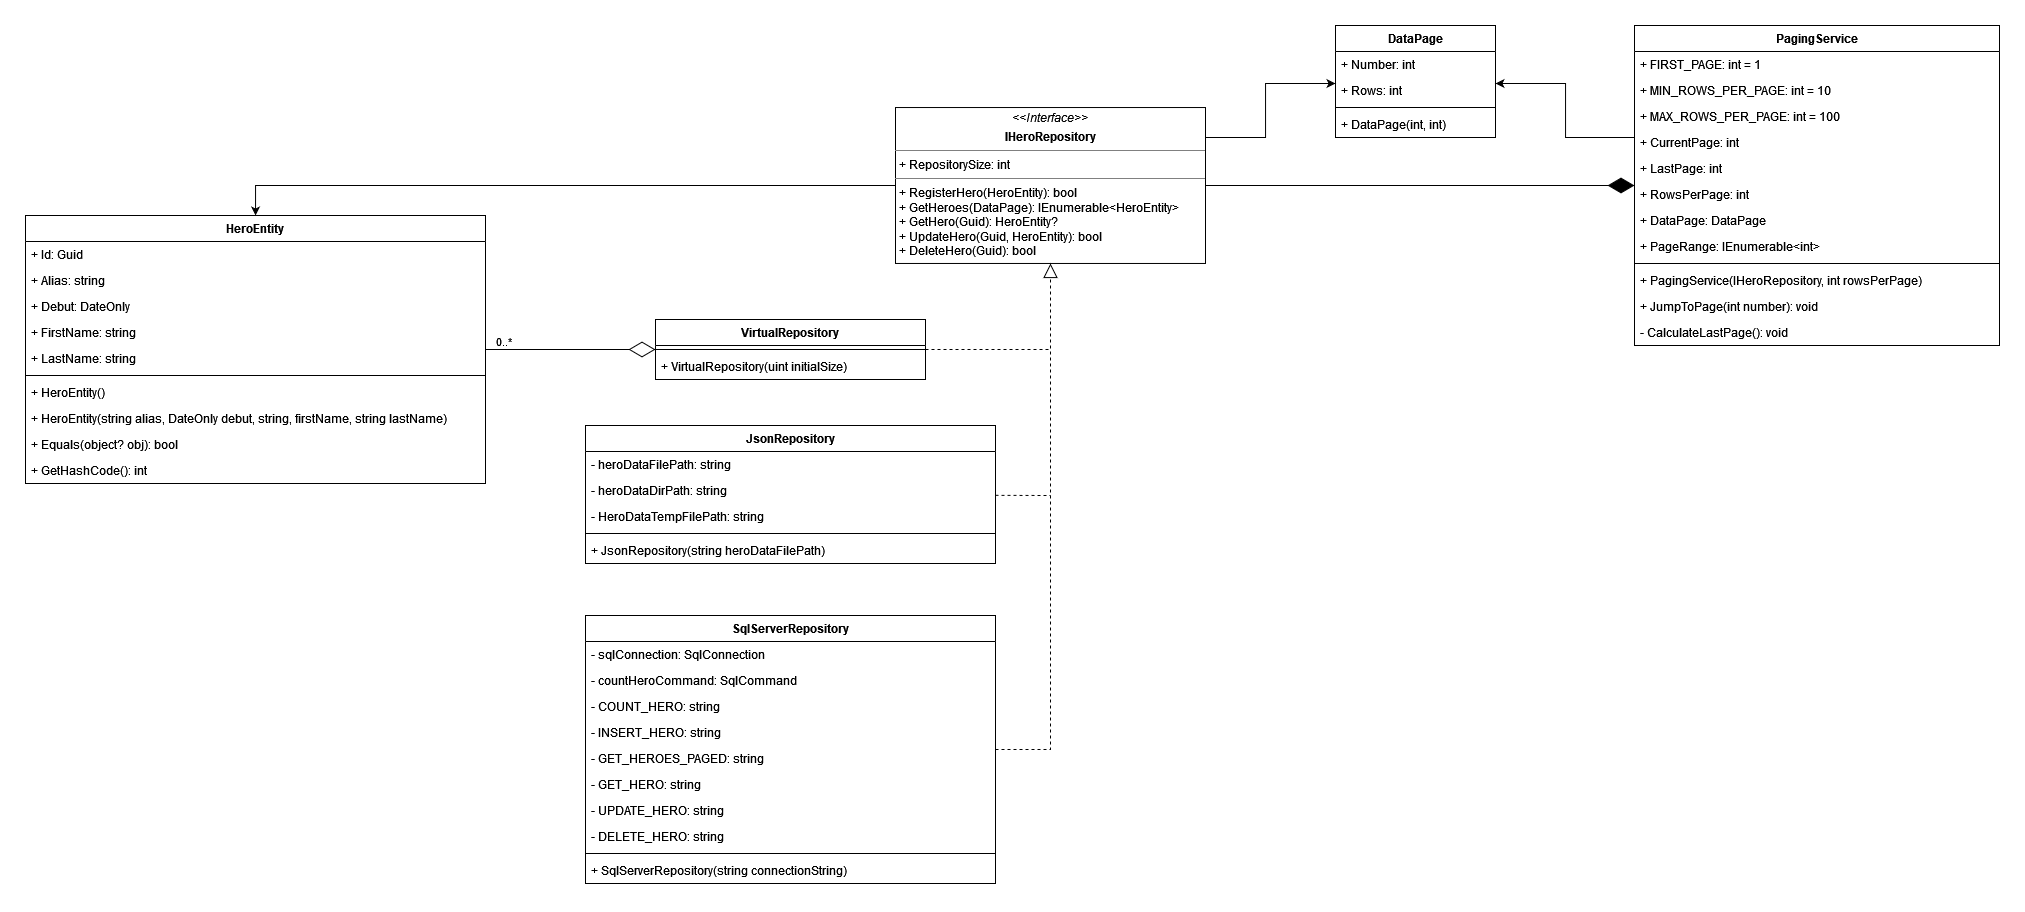 DataPage
+ Number: int
+ Rows: int
+ DataPage(int, int)
PagingService
+ FIRST_PAGE: int = 1
+ MIN_ROWS_PER_PAGE: int = 10
+ MAX_ROWS_PER_PAGE: int = 100
+ CurrentPage: int
+ LastPage: int
+ RowsPerPage: int
+ DataPage: DataPage
+ PageRange: IEnumerable<int>
+ PagingService(IHeroRepository, int rowsPerPage)
+ JumpToPage(int number): void
- CalculateLastPage(): void
<<Interface>>
IHeroRepository
+ RepositorySize: int
+ RegisterHero(HeroEntity): bool
+ GetHeroes(DataPage): IEnumerable<HeroEntity>
+ GetHero(Guid): HeroEntity?
+ UpdateHero(Guid, HeroEntity): bool
+ DeleteHero(Guid): bool
HeroEntity
+ Id: Guid
+ Alias: string
+ Debut: DateOnly
+ FirstName: string
+ LastName: string
+ HeroEntity()
+ HeroEntity(string alias, DateOnly debut, string, firstName, string lastName)
+ Equals(object? obj): bool
+ GetHashCode(): int
0..*
VirtualRepository
+ VirtualRepository(uint initialSize)
JsonRepository
- heroDataFilePath: string
- heroDataDirPath: string
- HeroDataTempFilePath: string
+ JsonRepository(string heroDataFilePath)
SqlServerRepository
- sqlConnection: SqlConnection
- countHeroCommand: SqlCommand
- COUNT_HERO: string
- INSERT_HERO: string
- GET_HEROES_PAGED: string
- GET_HERO: string
- UPDATE_HERO: string
- DELETE_HERO: string
+ SqlServerRepository(string connectionString)